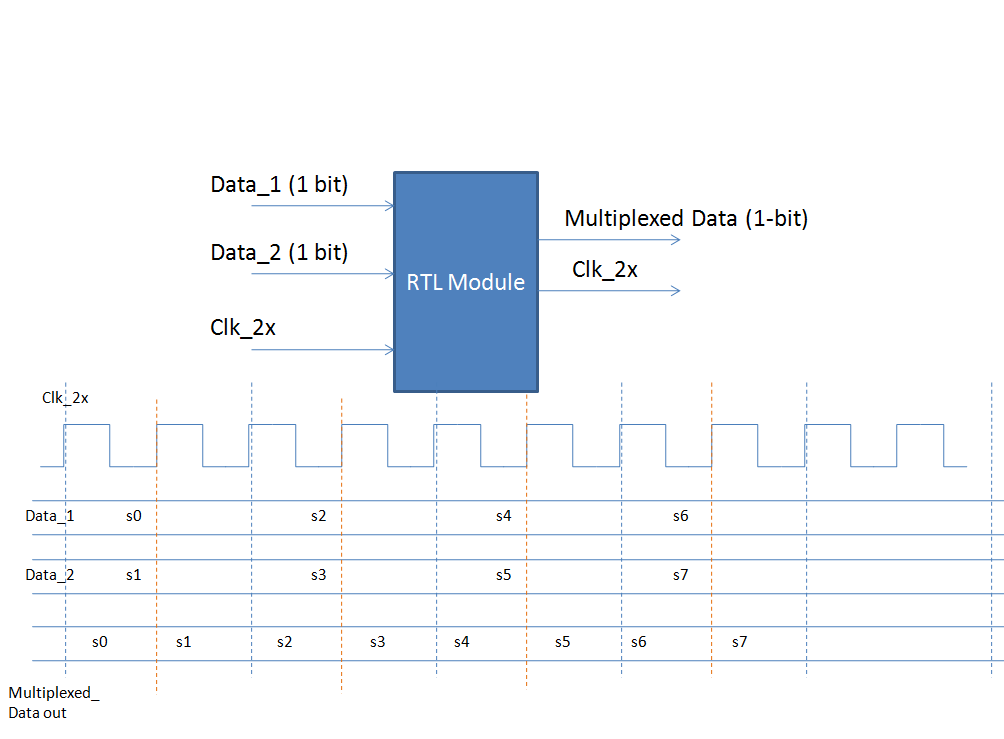 Data_1 (1 bit)
Multiplexed Data (1-bit)
Data_2 (1 bit)
Clk_2x
RTL Module
Clk_2x
Clk_2x
Data_1 s0 s2 s4 s6
Data_2 s1 s3 s5 s7
s0 s1 s2 s3 s4 s5 s6 s7
Multiplexed_
Data out